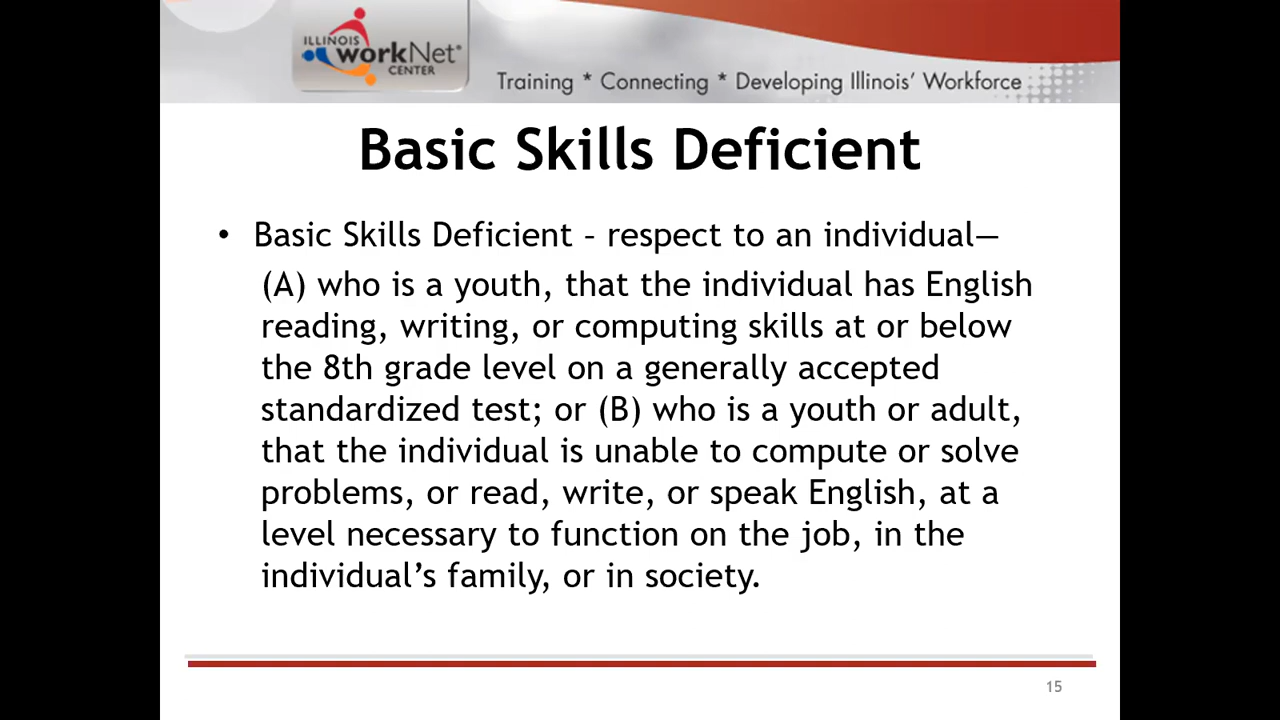 ILLINOIS
workNet®
CENTER
Training * Connecting * Developing Illinois’ Workforce
Basic Skills Deficient
• Basic Skills Deficient – respect to an individual—
(A) who is a youth, that the individual has English
reading, writing, or computing skills at or below
the 8th grade level on a generally accepted
standardized test; or (B) who is a youth or adult,
that the individual is unable to compute or solve
problems, or read, write, or speak English, at a
level necessary to function on the job, in the
individual’s family, or in society.
15